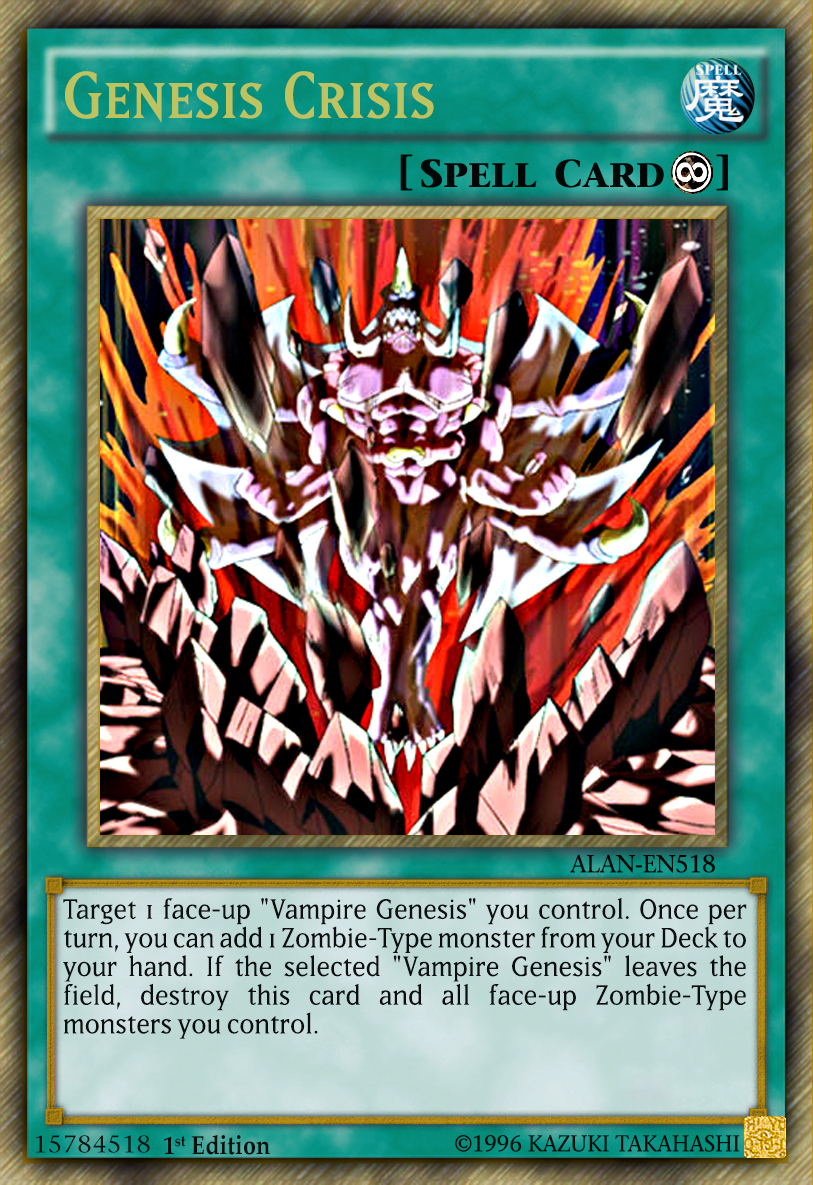 Genesis Crisis
SPELL
魔
[Spell Card]
ALAN-EN518
Target 1 face-up "Vampire Genesis" you control. Once per
turn, you can add 1 Zombie-Type monster from your Deck to
your hand. If the selected "Vampire Genesis" leaves the
field, destroy this card and all face-up Zombie-Type
monsters you control.
15784518 1st Edition
©1996 KAZUKI TAKAHASHI